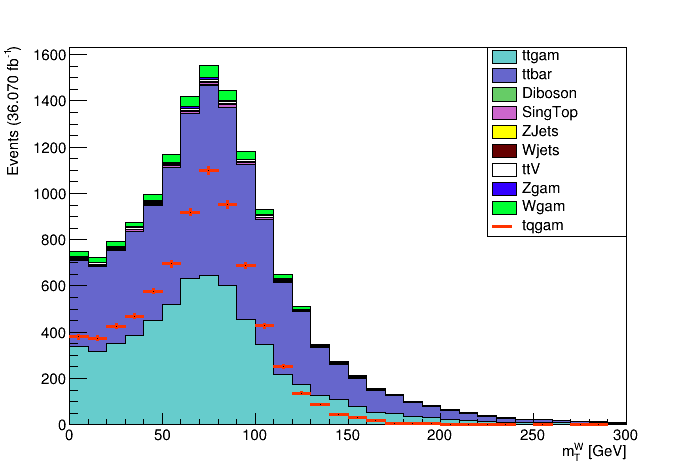 Events (36.070 fb⁻¹)
1600
1400
1200
1000
800
600
400
200
0
0 50 100 150 200 250 300
m_T^W [GeV]
ttgam
ttbar
Diboson
SingTop
ZJets
Wjets
ttV
Zgam
Wgam
tqgam